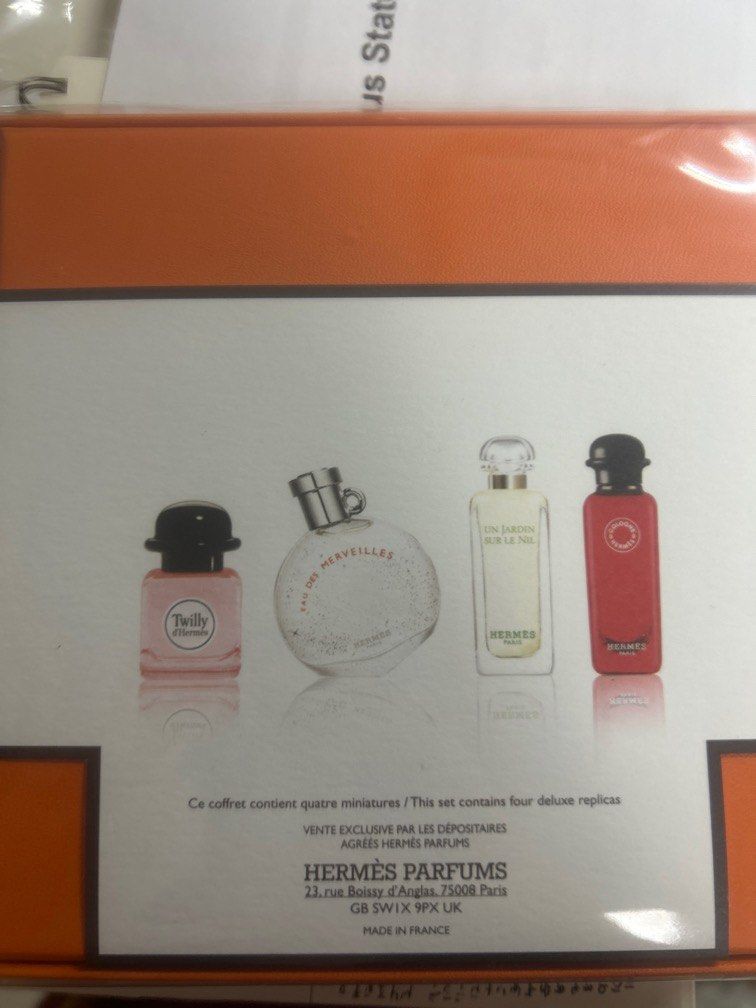 us Stat
Twilly
d'Hermès
EAU DES MERVEILLES
HERMÈS
UN JARDIN
SUR LE NIL
HERMÈS
PARIS
COLOGNE
HERMÈS
HERMÈS
PARIS
Ce coffret contient quatre miniatures / This set contains four deluxe replicas
VENTE EXCLUSIVE PAR LES DÉPOSITAIRES
AGRÉÉS HERMÈS PARFUMS
HERMÈS PARFUMS
23, rue Boissy d'Anglas, 75008 Paris
GB SW1X 9PX UK
MADE IN FRANCE